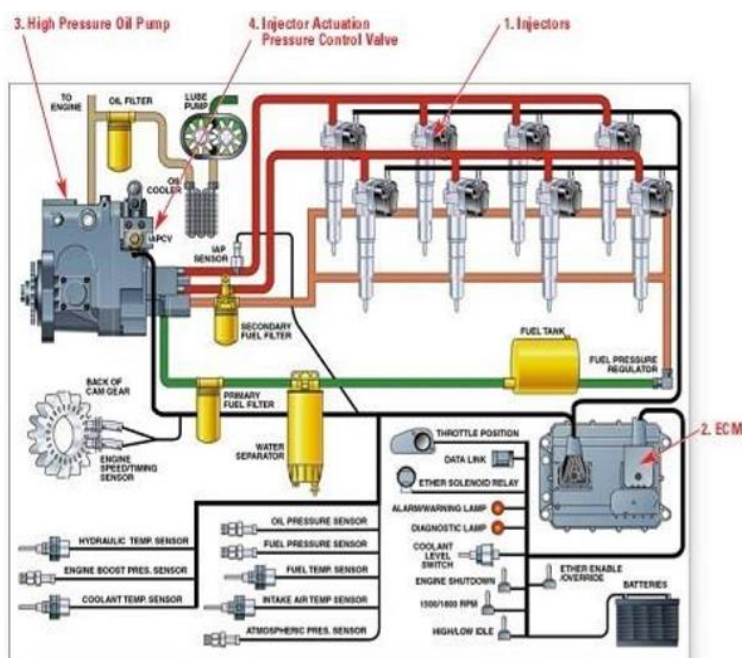 3. High Pressure Oil Pump
4. Injector Actuation
Pressure Control Valve
1. Injectors
TO
ENGINE
OIL FILTER
LUBE
PUMP
OIL
COOLER
IAPCV
IAP
SENSOR
SECONDARY
FUEL FILTER
FUEL TANK
FUEL PRESSURE
REGULATOR
BACK OF
CAM GEAR
PRIMARY
FUEL FILTER
WATER
SEPARATOR
ENGINE
SPEED/TIMING
SENSOR
THROTTLE POSITION
2. ECM
DATA LINK
ETHER SOLENOID RELAY
ALARM/WARNING LAMP
DIAGNOSTIC LAMP
COOLANT
LEVEL
SWITCH
ETHER ENABLE
/OVERRIDE
ENGINE SHUTDOWN
BATTERIES
1500/1800 RPM
HIGH/LOW IDLE
OIL PRESSURE SENSOR
HYDRAULIC TEMP. SENSOR
FUEL PRESSURE SENSOR
ENGINE BOOST PRES. SENSOR
FUEL TEMP. SENSOR
COOLANT TEMP. SENSOR
INTAKE AIR TEMP. SENSOR
ATMOSPHERIC PRES. SENSOR